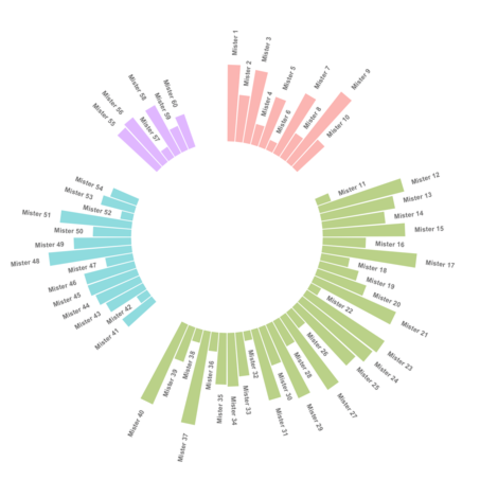 Mister 1
Mister 2
Mister 3
Mister 4
Mister 5
Mister 6
Mister 7
Mister 8
Mister 9
Mister 10
Mister 11
Mister 12
Mister 13
Mister 14
Mister 15
Mister 16
Mister 17
Mister 18
Mister 19
Mister 20
Mister 21
Mister 22
Mister 23
Mister 24
Mister 25
Mister 26
Mister 27
Mister 28
Mister 29
Mister 30
Mister 31
Mister 32
Mister 33
Mister 34
Mister 35
Mister 36
Mister 37
Mister 38
Mister 39
Mister 40
Mister 41
Mister 42
Mister 43
Mister 44
Mister 45
Mister 46
Mister 47
Mister 48
Mister 49
Mister 50
Mister 51
Mister 52
Mister 53
Mister 54
Mister 55
Mister 56
Mister 57
Mister 58
Mister 59
Mister 60